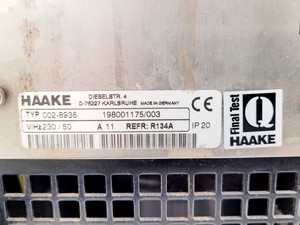 HAAKE
DIESELSTR. 4
D-76227 KARLSRUHE MADE IN GERMANY
TYP 002-8936 198001175/003
V/Hz 230 / 50 A 11 REFR: R134A IP 20
CE
Final Test
Q
HAAKE